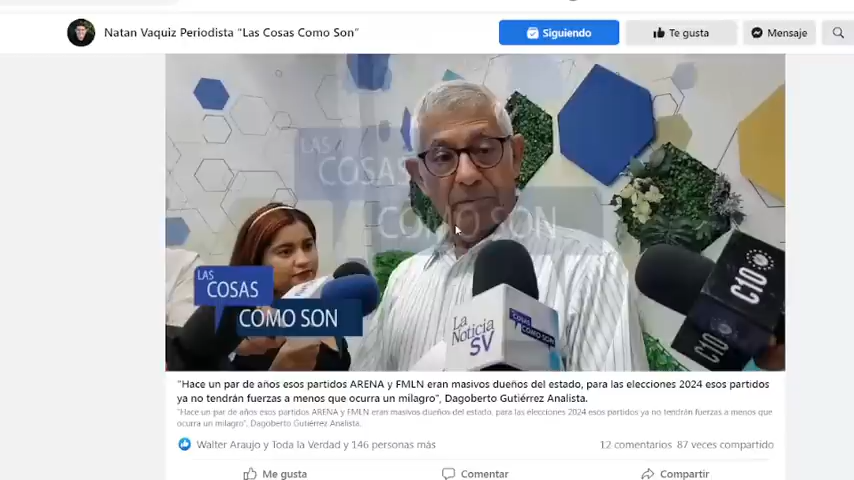 Natan Vaquiz Periodista "Las Cosas Como Son"
Siguiendo
Te gusta
Mensaje
LAS
COSAS
COMO SON
LAS
COSAS
COMO SON
La
Noticia
SV
COSAS
COMO SON
C10
C10
"Hace un par de años esos partidos ARENA y FMLN eran masivos dueños del estado, para las elecciones 2024 esos partidos
ya no tendrán fuerzas a menos que ocurra un milagro", Dagoberto Gutiérrez Analista.
"Hace un par de años esos partidos ARENA y FMLN eran masivos dueños del estado, para las elecciones 2024 esos partidos ya no tendrán fuerzas a menos que
ocurra un milagro", Dagoberto Gutiérrez Analista.
Walter Araujo y Toda la Verdad y 146 personas más
12 comentarios 87 veces compartido
Me gusta
Comentar
Compartir